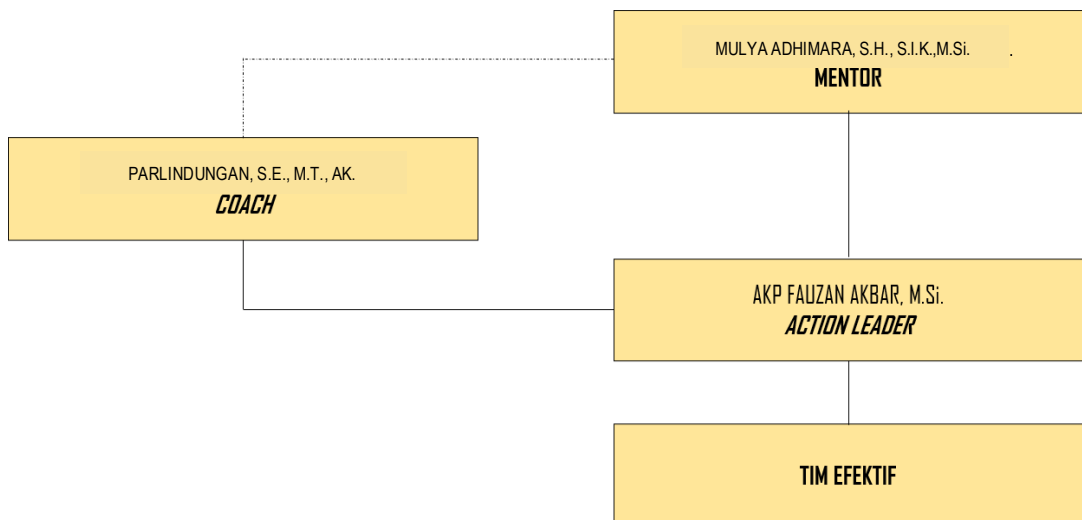 MULYA ADHIMARA, S.H., S.I.K.,M.Si. .
MENTOR
PARLINDUNGAN, S.E., M.T., AK.
COACH
AKP FAUZAN AKBAR, M.Si.
ACTION LEADER
TIM EFEKTIF